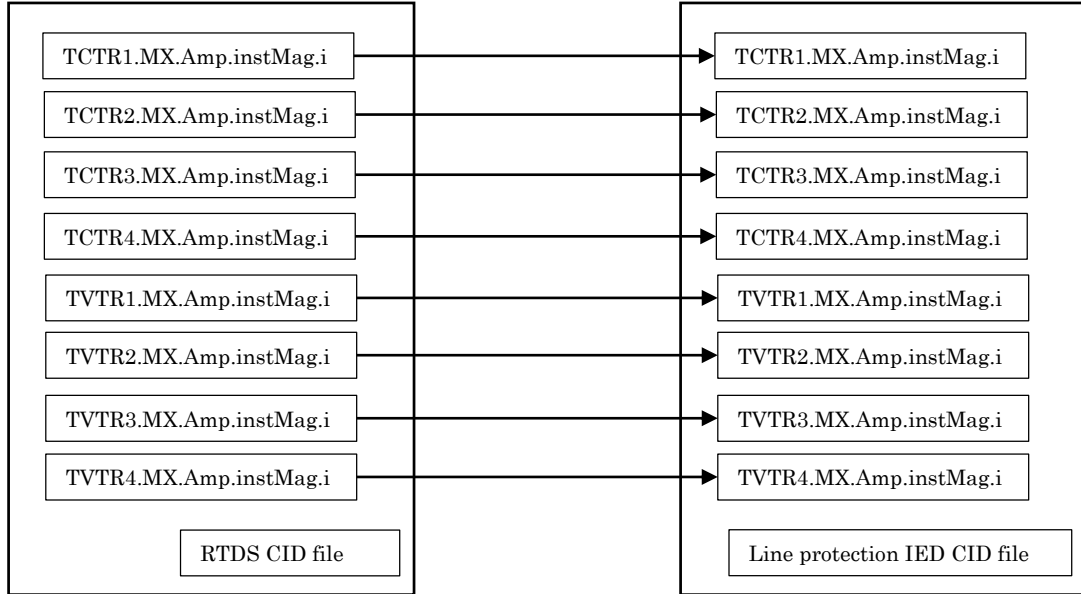 TCTR1.MX.Amp.instMag.i
TCTR1.MX.Amp.instMag.i
TCTR2.MX.Amp.instMag.i
TCTR2.MX.Amp.instMag.i
TCTR3.MX.Amp.instMag.i
TCTR3.MX.Amp.instMag.i
TCTR4.MX.Amp.instMag.i
TCTR4.MX.Amp.instMag.i
TVTR1.MX.Amp.instMag.i
TVTR1.MX.Amp.instMag.i
TVTR2.MX.Amp.instMag.i
TVTR2.MX.Amp.instMag.i
TVTR3.MX.Amp.instMag.i
TVTR3.MX.Amp.instMag.i
TVTR4.MX.Amp.instMag.i
TVTR4.MX.Amp.instMag.i
RTDS CID file
Line protection IED CID file